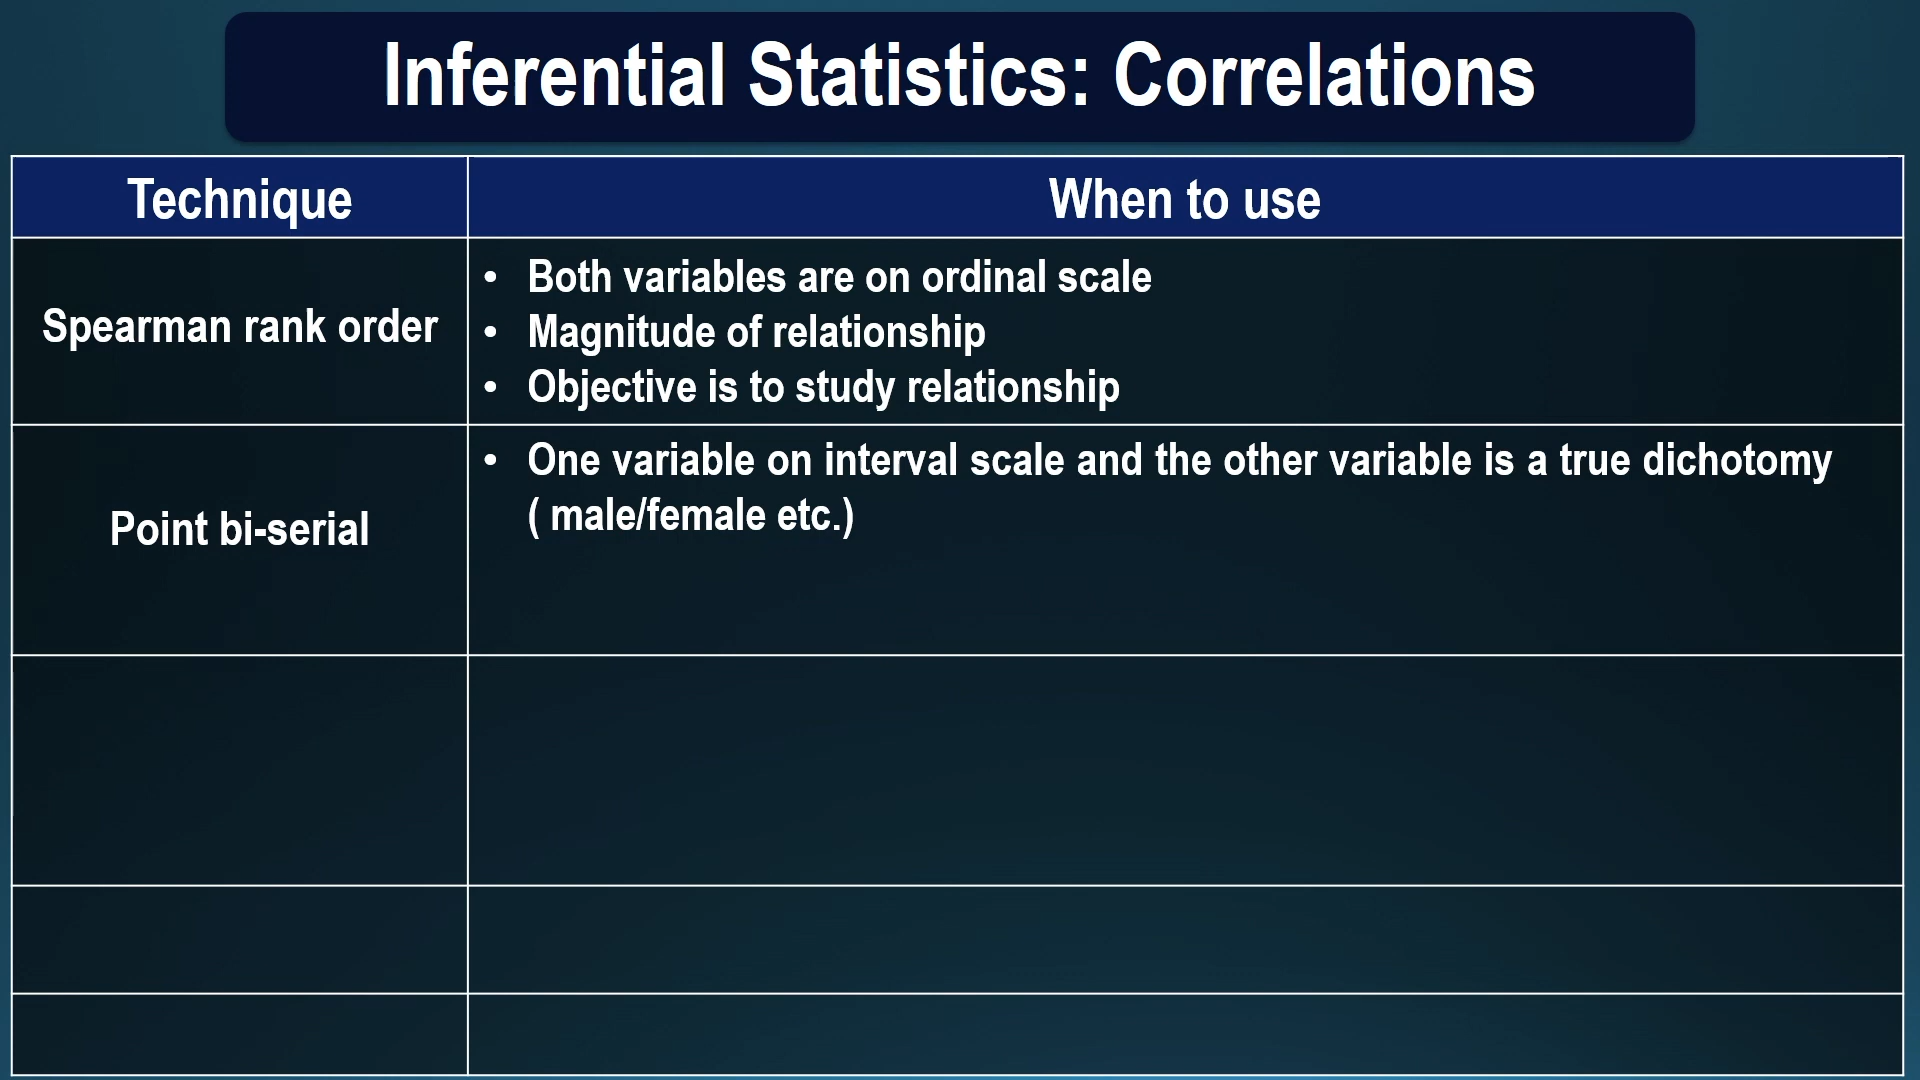 Inferential Statistics: Correlations
Technique
When to use
Spearman rank order
• Both variables are on ordinal scale
• Magnitude of relationship
• Objective is to study relationship
Point bi-serial
• One variable on interval scale and the other variable is a true dichotomy
( male/female etc.)